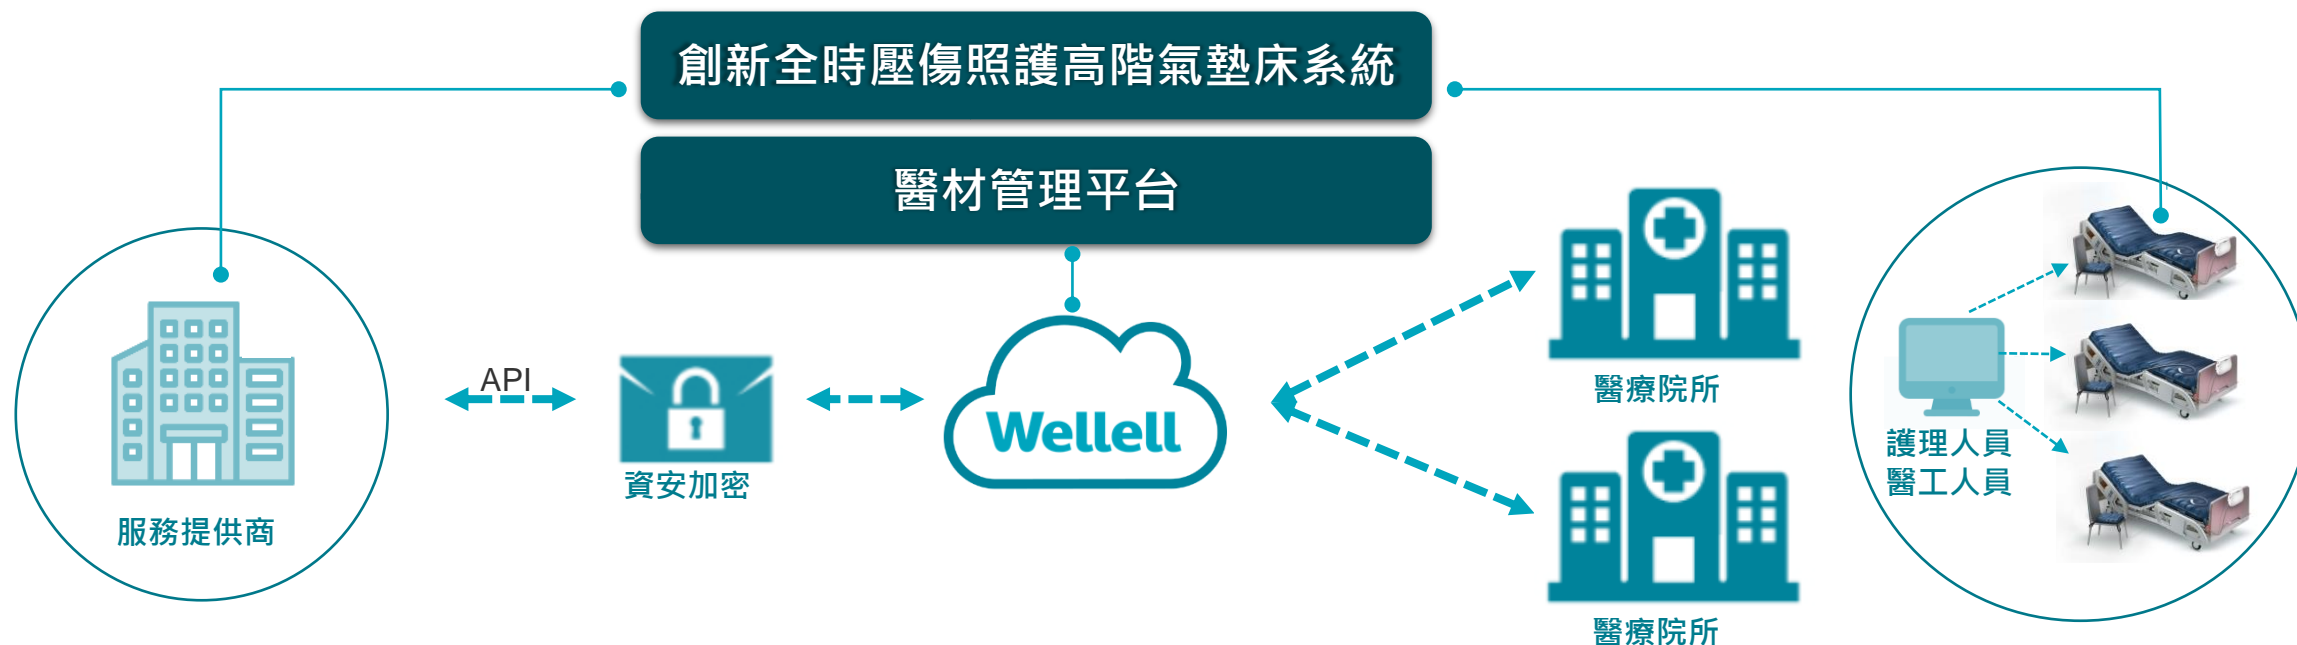 創新全時壓傷照護高階氣墊床系統
醫材管理平台
服務提供商
API
資安加密
Wellell
醫療院所
醫療院所
護理人員
醫工人員